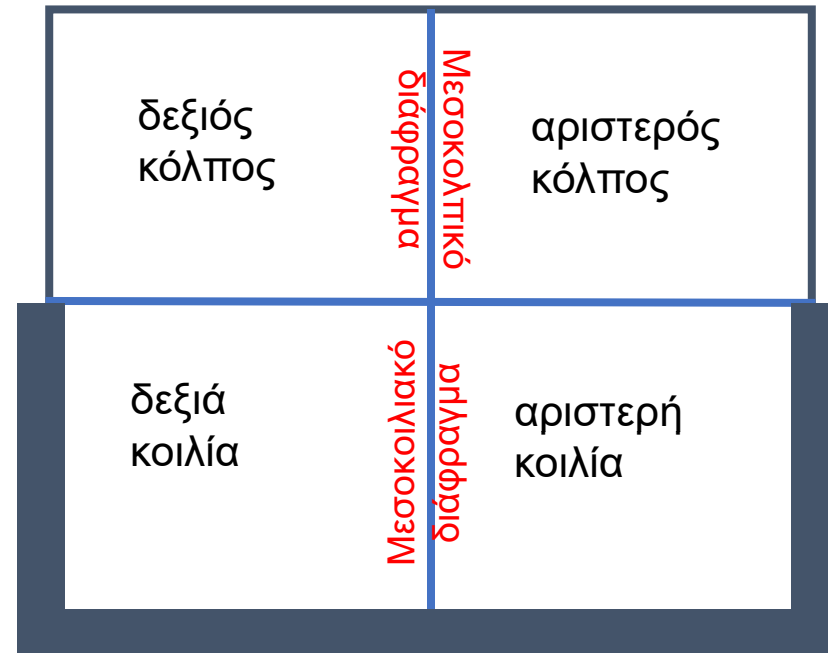 δεξιός
κόλπος
Μεσοκολπικό
διάφραγμα
αριστερός
κόλπος
δεξιά
κοιλία
Μεσοκοιλιακό
διάφραγμα
αριστερή
κοιλία